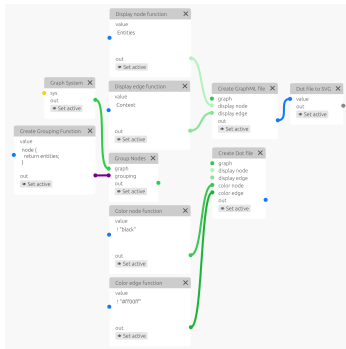 Display node function
value
Entities
out
Set active
Graph System
sys
out
Set active
Display edge function
value
Context
out
Set active
Create GraphML file
graph
display node
display edge
out
Set active
Dot file to SVG
value
out
Set active
Create Grouping Function
value
node {
return entities;
}
out
Set active
Group Nodes
graph
grouping
out
Set active
Create Dot file
graph
display node
display edge
color node
color edge
out
Set active
Color node function
value
! "black"
out
Set active
Color edge function
value
! "#ff00ff"
out
Set active